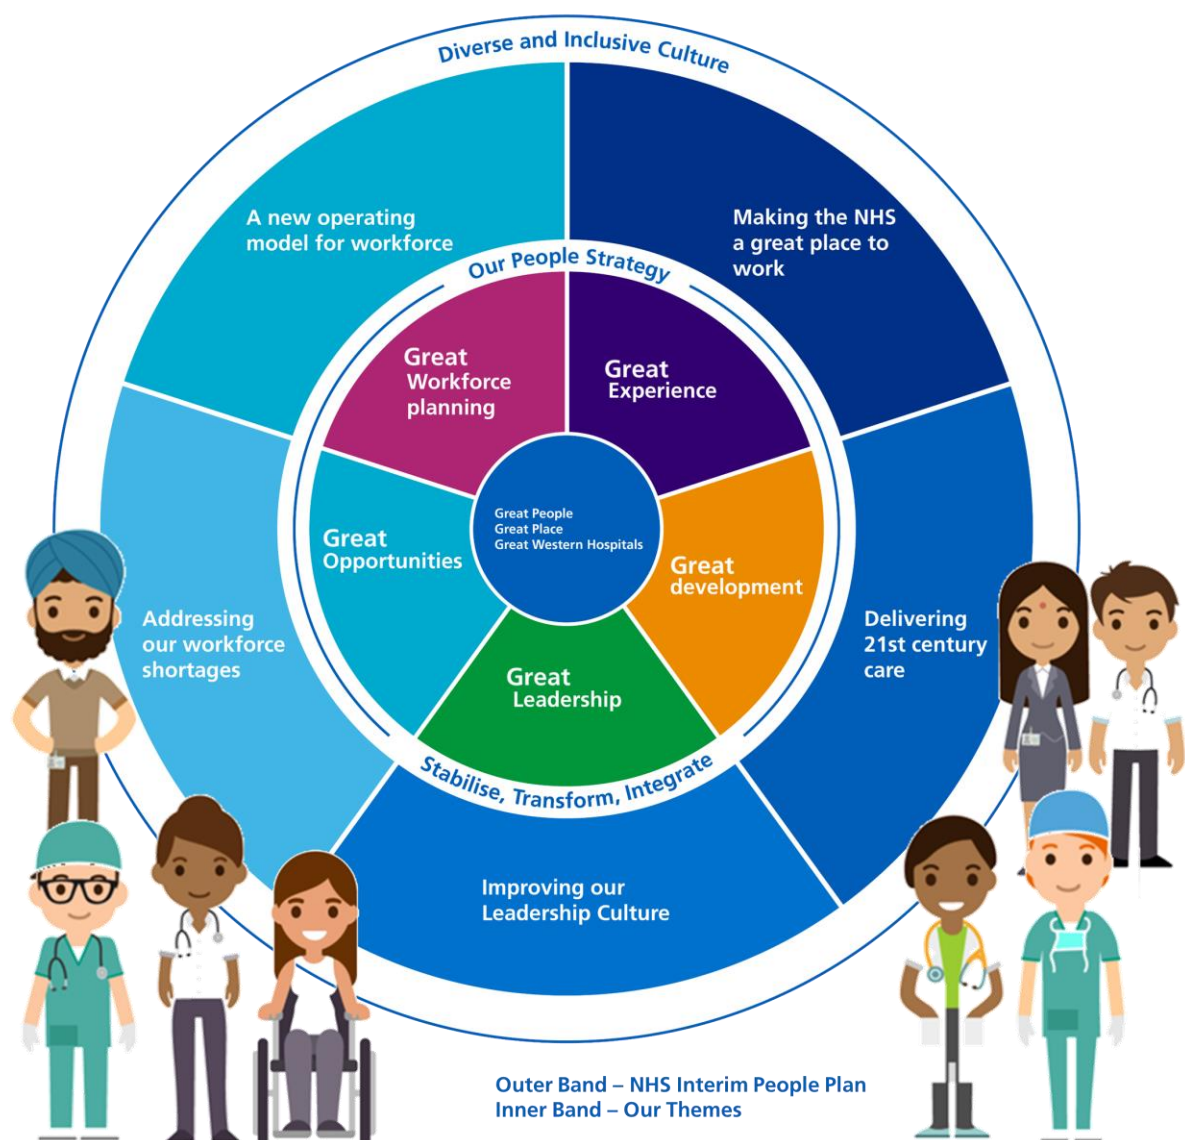 Diverse and Inclusive Culture
A new operating
model for workforce
Making the NHS
a great place to
work
Our People Strategy
Great
Workforce
planning
Great
Experience
Great People
Great Place
Great Western Hospitals
Great
Opportunities
Great
development
Addressing
our workforce
shortages
Delivering
21st century
care
Great
Leadership
Stabilise, Transform, Integrate
Improving our
Leadership Culture
Outer Band – NHS Interim People Plan
Inner Band – Our Themes